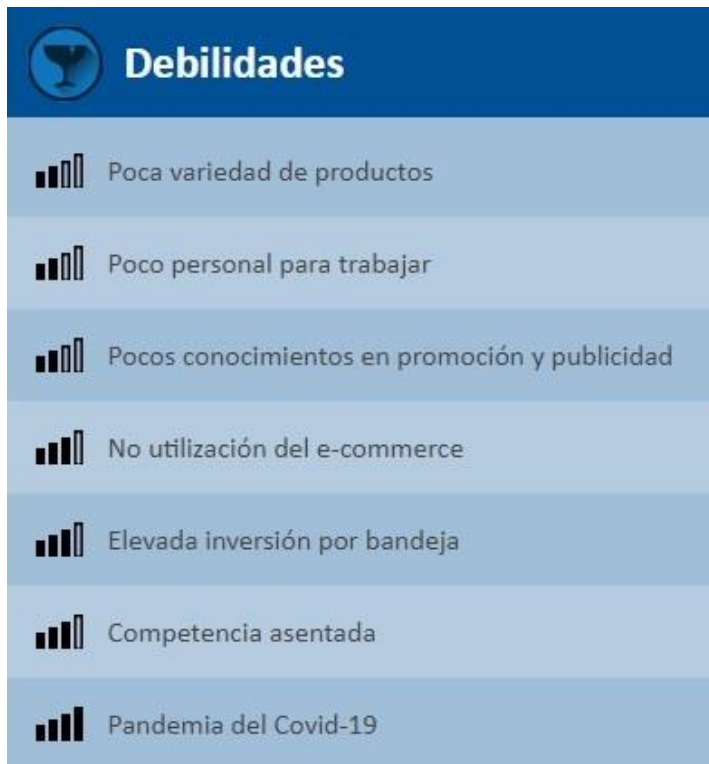 Debilidades
Poca variedad de productos
Poco personal para trabajar
Pocos conocimientos en promoción y publicidad
No utilización del e-commerce
Elevada inversión por bandeja
Competencia asentada
Pandemia del Covid-19